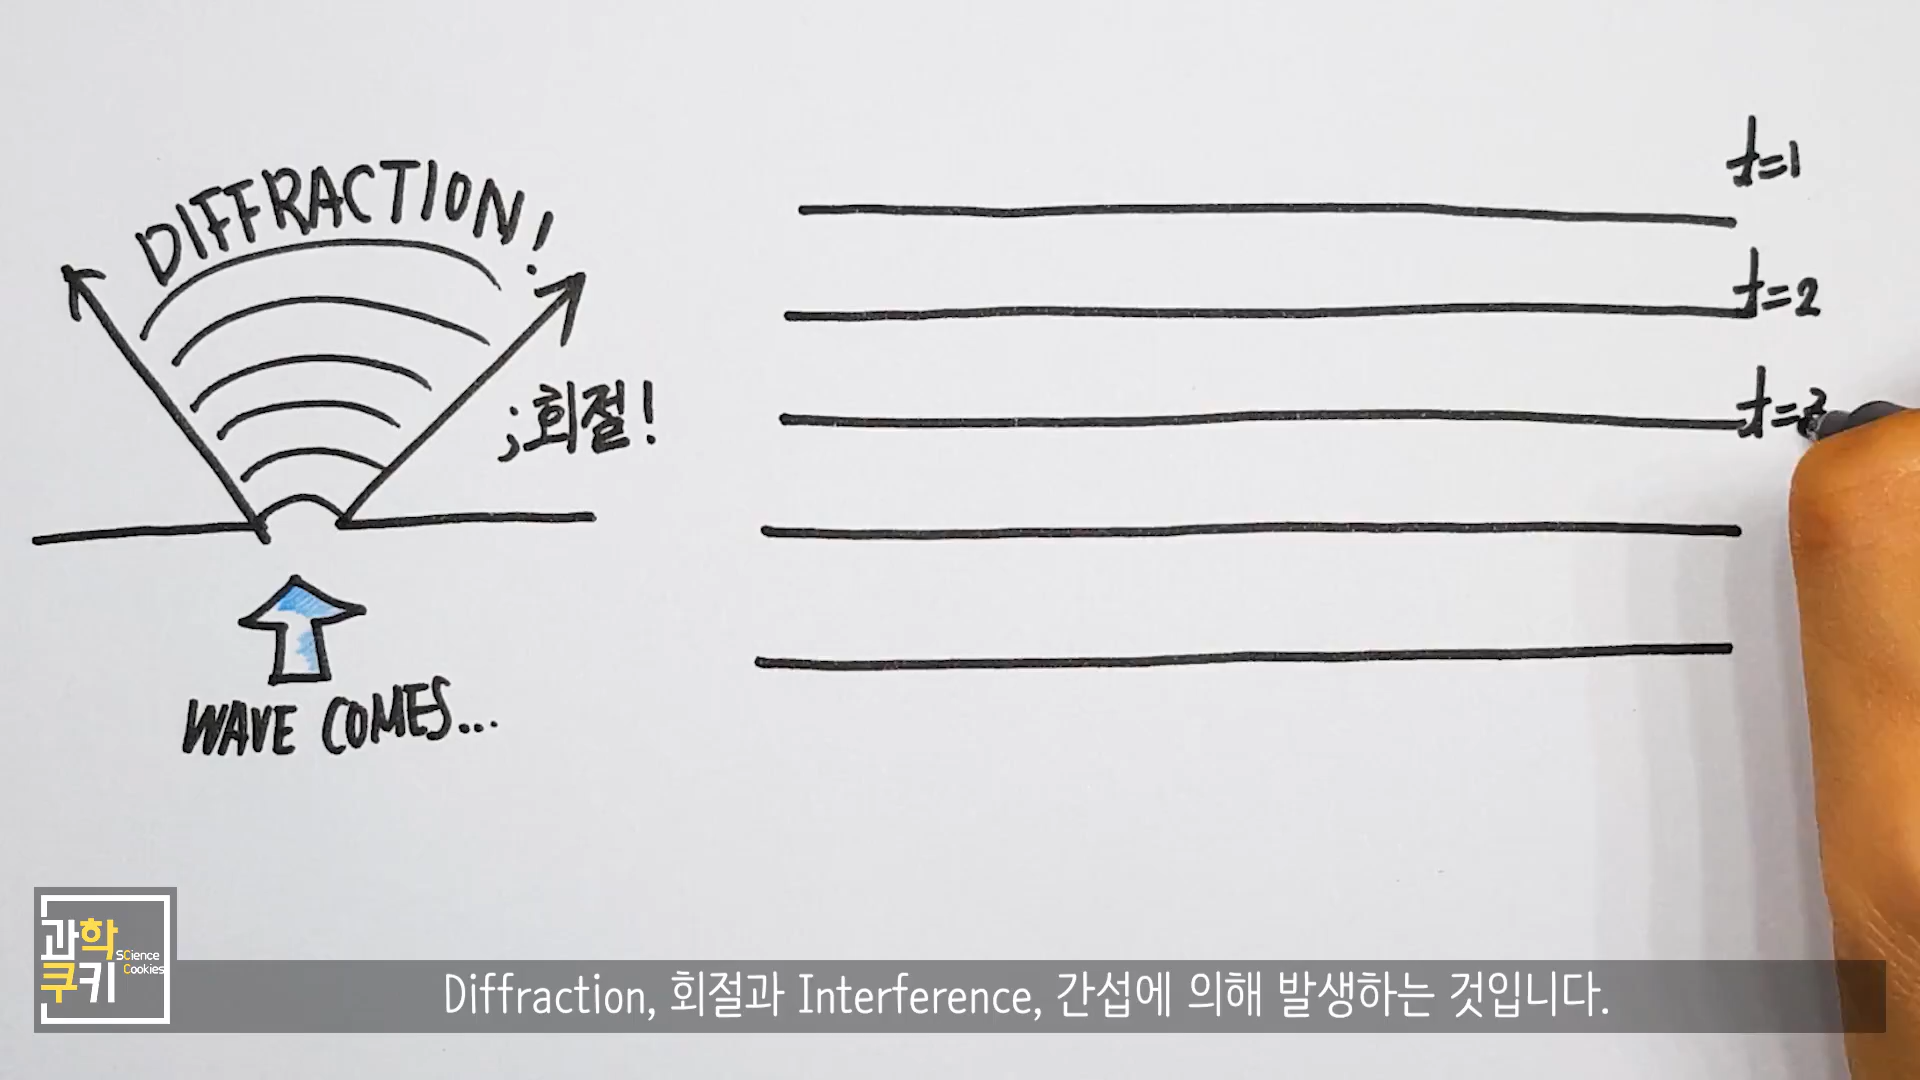 DIFFRACTION!
;회절!
WAVE COMES...
t=1
t=2
t=
과학
쿠키
SCience
Cookies
Diffraction, 회절과 Interference, 간섭에 의해 발생하는 것입니다.